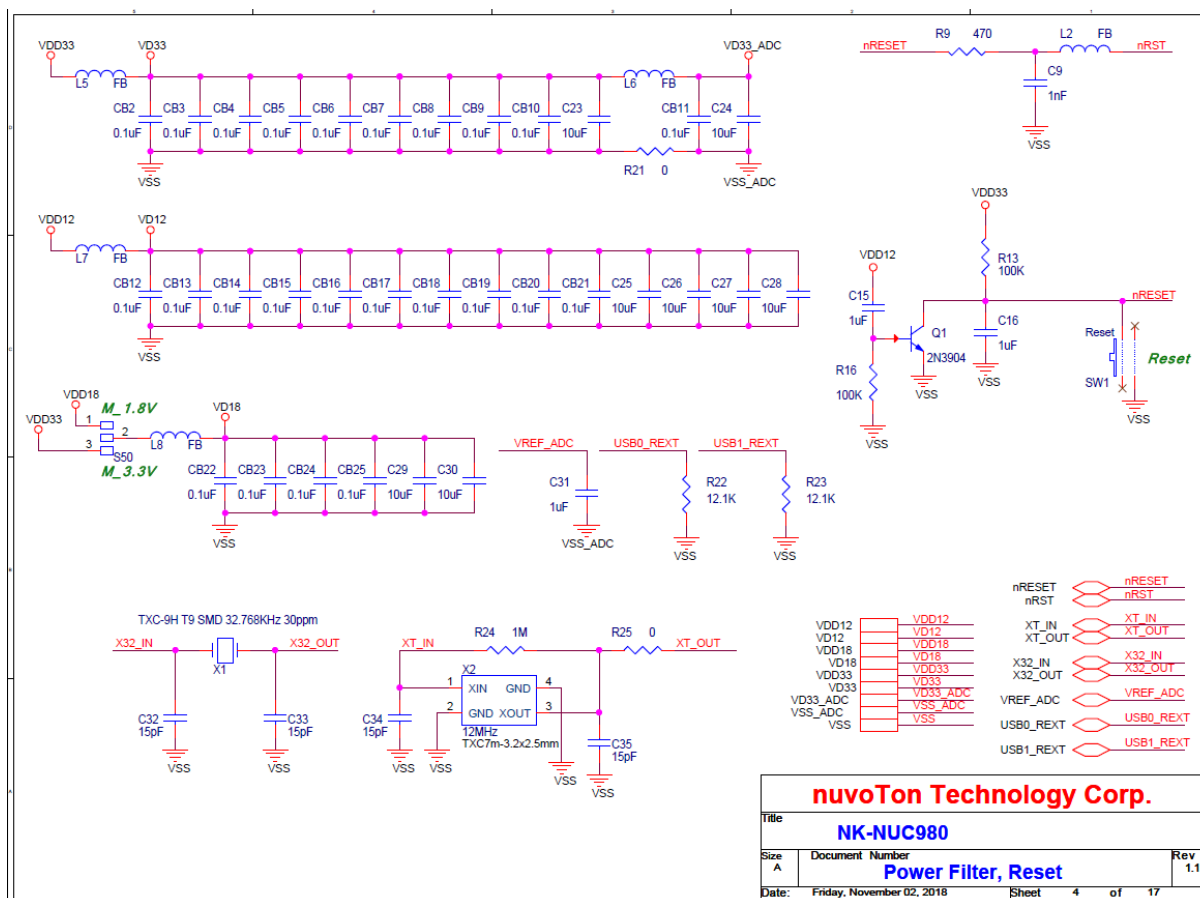 VDD33 VD33 VD33_ADC
L5 FB L6 FB
CB2 CB3 CB4 CB5 CB6 CB7 CB8 CB9 CB10 C23 CB11 C24
0.1uF 0.1uF 0.1uF 0.1uF 0.1uF 0.1uF 0.1uF 0.1uF 0.1uF 10uF 0.1uF 10uF
R21 0
VSS VSS_ADC
R9 470 L2 FB
nRESET nRST
C9
1nF
VSS
VDD12 VD12
L7 FB
CB12 CB13 CB14 CB15 CB16 CB17 CB18 CB19 CB20 CB21 C25 C26 C27 C28
0.1uF 0.1uF 0.1uF 0.1uF 0.1uF 0.1uF 0.1uF 0.1uF 0.1uF 0.1uF 10uF 10uF 10uF 10uF
VSS
VDD33
R13
100K
VDD12
C15
1uF
nRESET
Q1
2N3904
C16
1uF
R16
100K
Reset
SW1
Reset
VSS VSS VSS VSS
VDD18
M_1.8V
VDD33
1
2
3
S50
M_3.3V
L8 FB
VD18
CB22 CB23 CB24 CB25 C29 C30
0.1uF 0.1uF 0.1uF 0.1uF 10uF 10uF
VSS
VREF_ADC USB0_REXT USB1_REXT
C31
1uF
R22
12.1K
R23
12.1K
VSS_ADC VSS VSS
TXC-9H T9 SMD 32.768KHz 30ppm
X32_IN X32_OUT
X1
C32
15pF
C33
15pF
VSS VSS
R24 1M R25 0
XT_IN XT_OUT
X2
1 XIN GND 4
2 GND XOUT 3
12MHz
TXC7m-3.2x2.5mm
C34
15pF
C35
15pF
VSS VSS VSS VSS
VDD12 VDD12
VD12 VD12
VDD18 VDD18
VD18 VD18
VDD33 VDD33
VD33 VD33
VD33_ADC VD33_ADC
VSS_ADC VSS_ADC
VSS VSS
nRESET nRESET
nRST nRST
XT_IN XT_IN
XT_OUT XT_OUT
X32_IN X32_IN
X32_OUT X32_OUT
VREF_ADC VREF_ADC
USB0_REXT USB0_REXT
USB1_REXT USB1_REXT
nuvoTon Technology Corp.
Title
NK-NUC980
Size Document Number Rev
A Power Filter, Reset 1.1
Date: Friday, November 02, 2018 Sheet 4 of 17